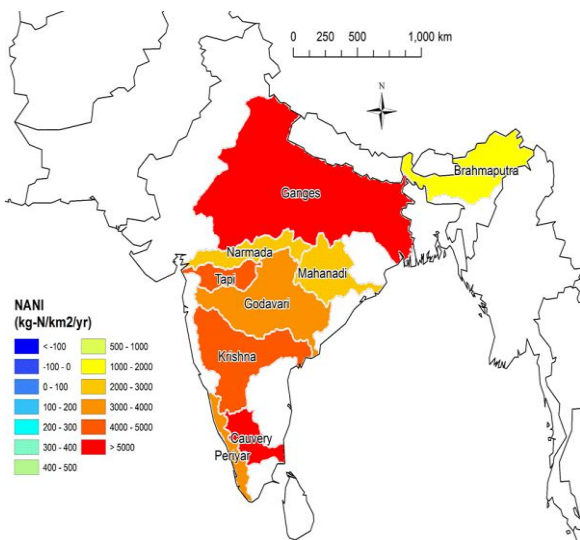 0 250 500 1,000 km
N
Brahmaputra
Ganges
Narmada
Mahanadi
Tapi
Godavari
Krishna
Cauvery
Periyar
NANI
(kg-N/km2/yr)
< -100 500 - 1000
-100 - 0 1000 - 2000
0 - 100 2000 - 3000
100 - 200 3000 - 4000
200 - 300 4000 - 5000
300 - 400 > 5000
400 - 500